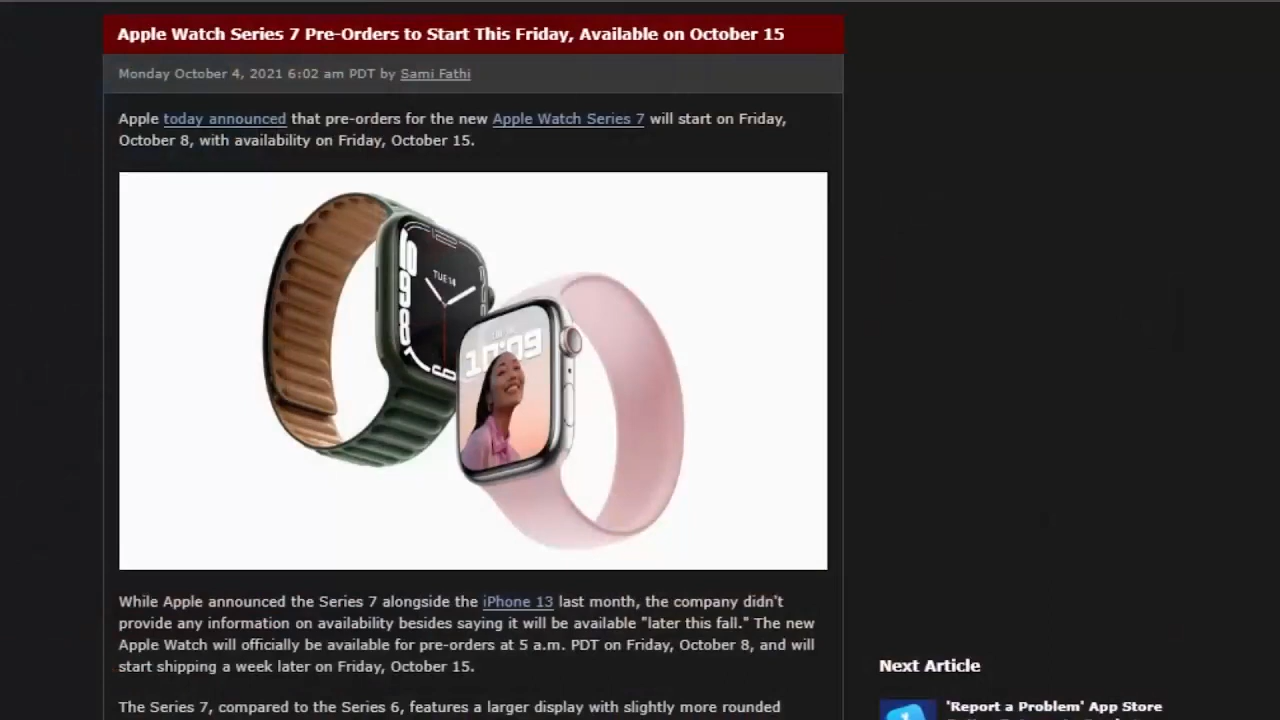 Apple Watch Series 7 Pre-Orders to Start This Friday, Available on October 15
Monday October 4, 2021 6:02 am PDT by Sami Fathi
Apple today announced that pre-orders for the new Apple Watch Series 7 will start on Friday,
October 8, with availability on Friday, October 15.
TUE 14
10:09
While Apple announced the Series 7 alongside the iPhone 13 last month, the company didn't
provide any information on availability besides saying it will be available "later this fall." The new
Apple Watch will officially be available for pre-orders at 5 a.m. PDT on Friday, October 8, and will
start shipping a week later on Friday, October 15.
The Series 7, compared to the Series 6, features a larger display with slightly more rounded
Next Article
'Report a Problem' App Store